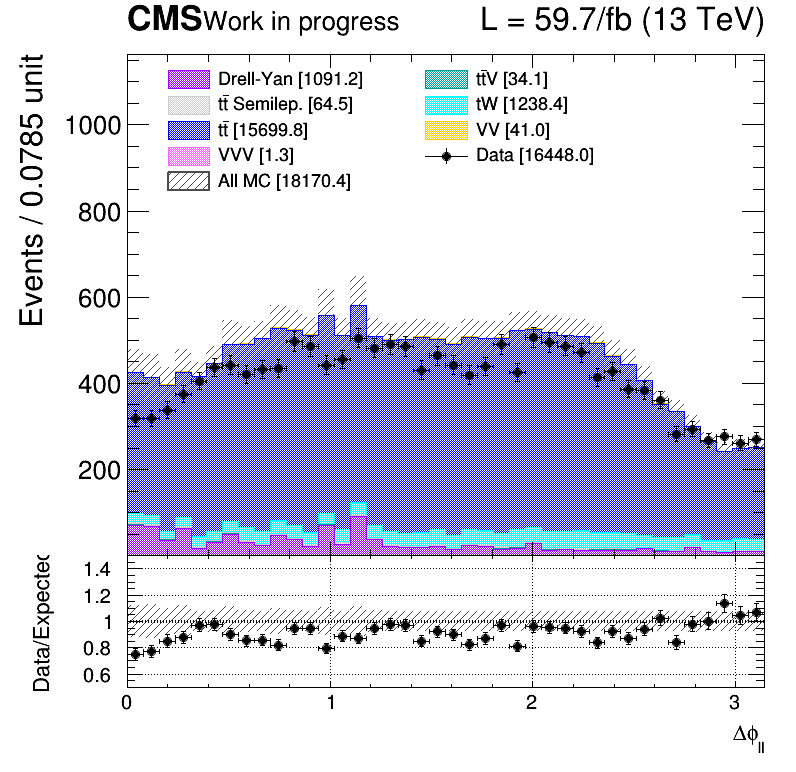 CMS Work in progress L = 59.7/fb (13 TeV)
Events / 0.0785 unit
1000
800
600
400
200
Drell-Yan [1091.2]
tt̄ Semilep. [64.5]
tt̄ [15699.8]
VVV [1.3]
All MC [18170.4]
tt̄V [34.1]
tW [1238.4]
VV [41.0]
Data [16448.0]
Data/Expected
1.4
1.2
1
0.8
0.6
0 1 2 3
Δϕ_ll